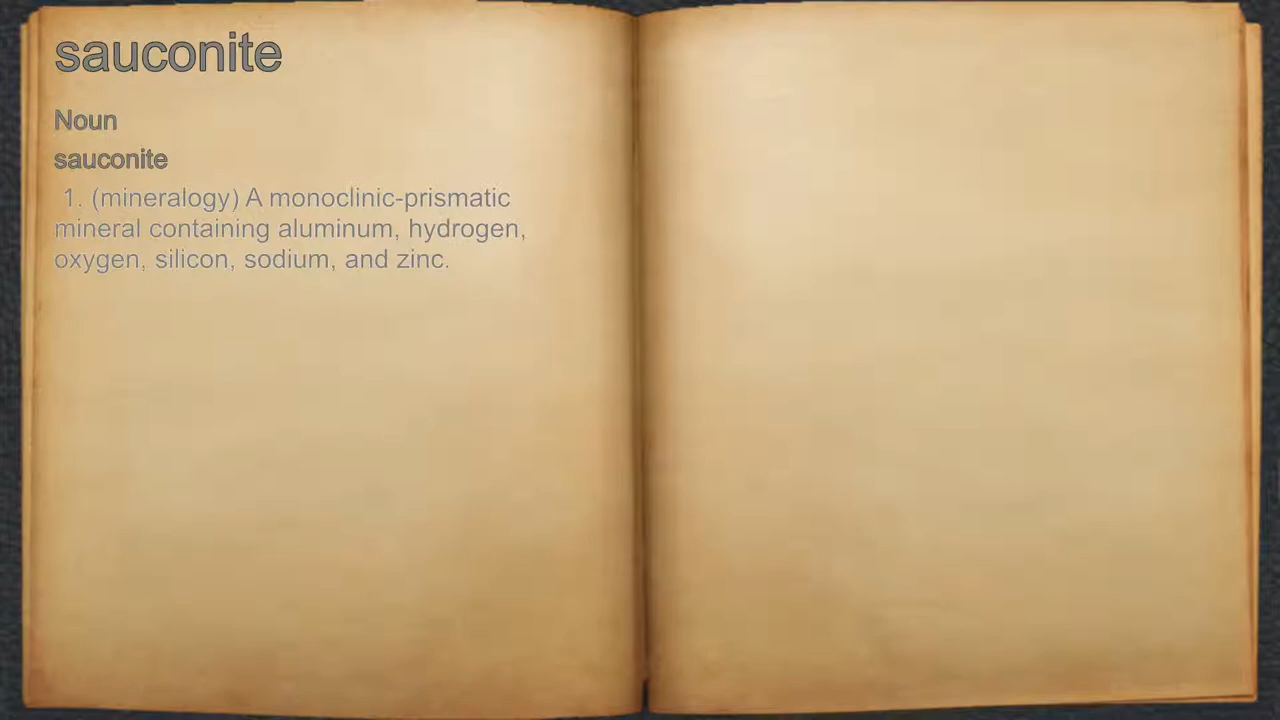 sauconite
Noun
sauconite
1. (mineralogy) A monoclinic-prismatic
mineral containing aluminum, hydrogen,
oxygen, silicon, sodium, and zinc.